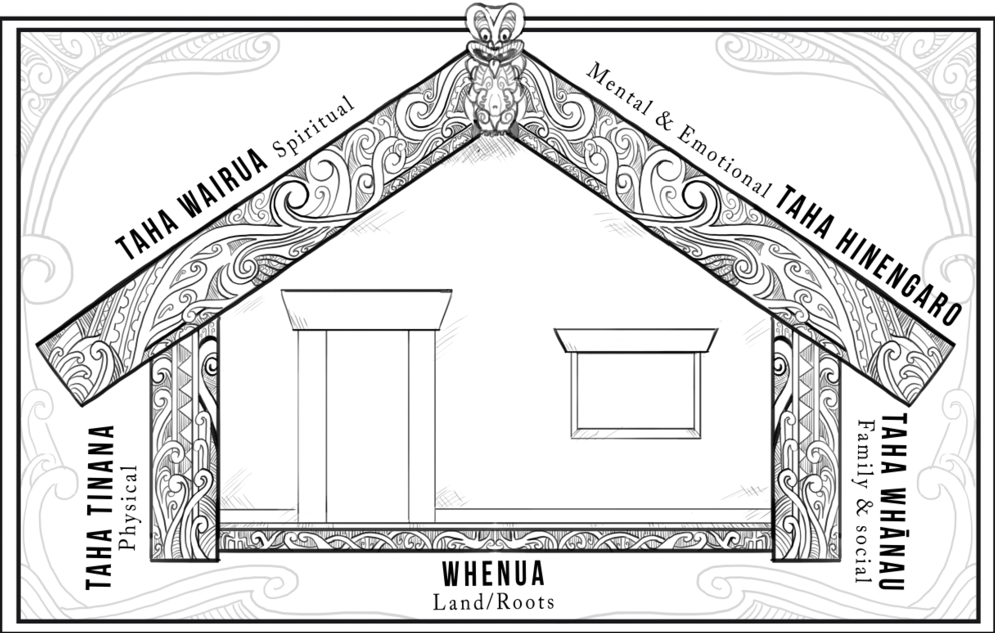 TAHA WAIRUA Spiritual
Mental & Emotional TAHA HINENGARO
TAHA TINANA
Physical
TAHA WHĀNAU
Family & social
WHENUA
Land/Roots